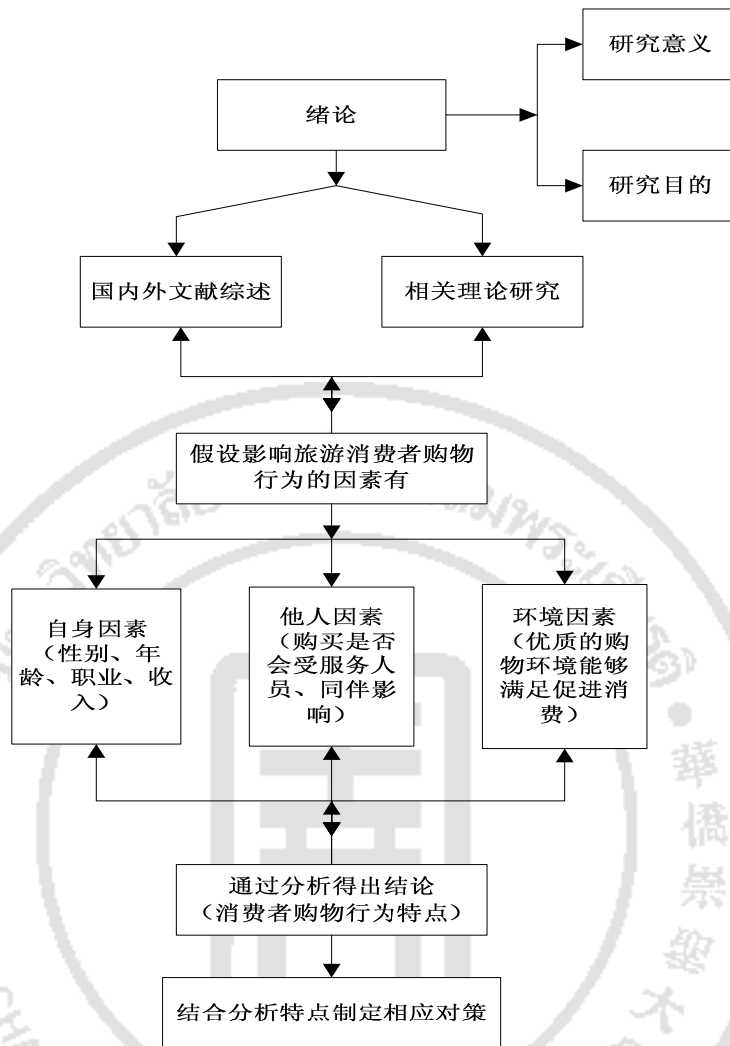 研究意义
绪论
研究目的
国内外文献综述
相关理论研究
假设影响旅游消费者购物
行为的因素有
自身因素
（性别、年
龄、职业、收
入）
他人因素
（购买是否
会受服务人
员、同伴影
响）
环境因素
（优质的购
物环境能够
满足促进消
费）
通过分析得出结论
（消费者购物行为特点）
结合分析特点制定相应对策
華
僑
崇
聖
大